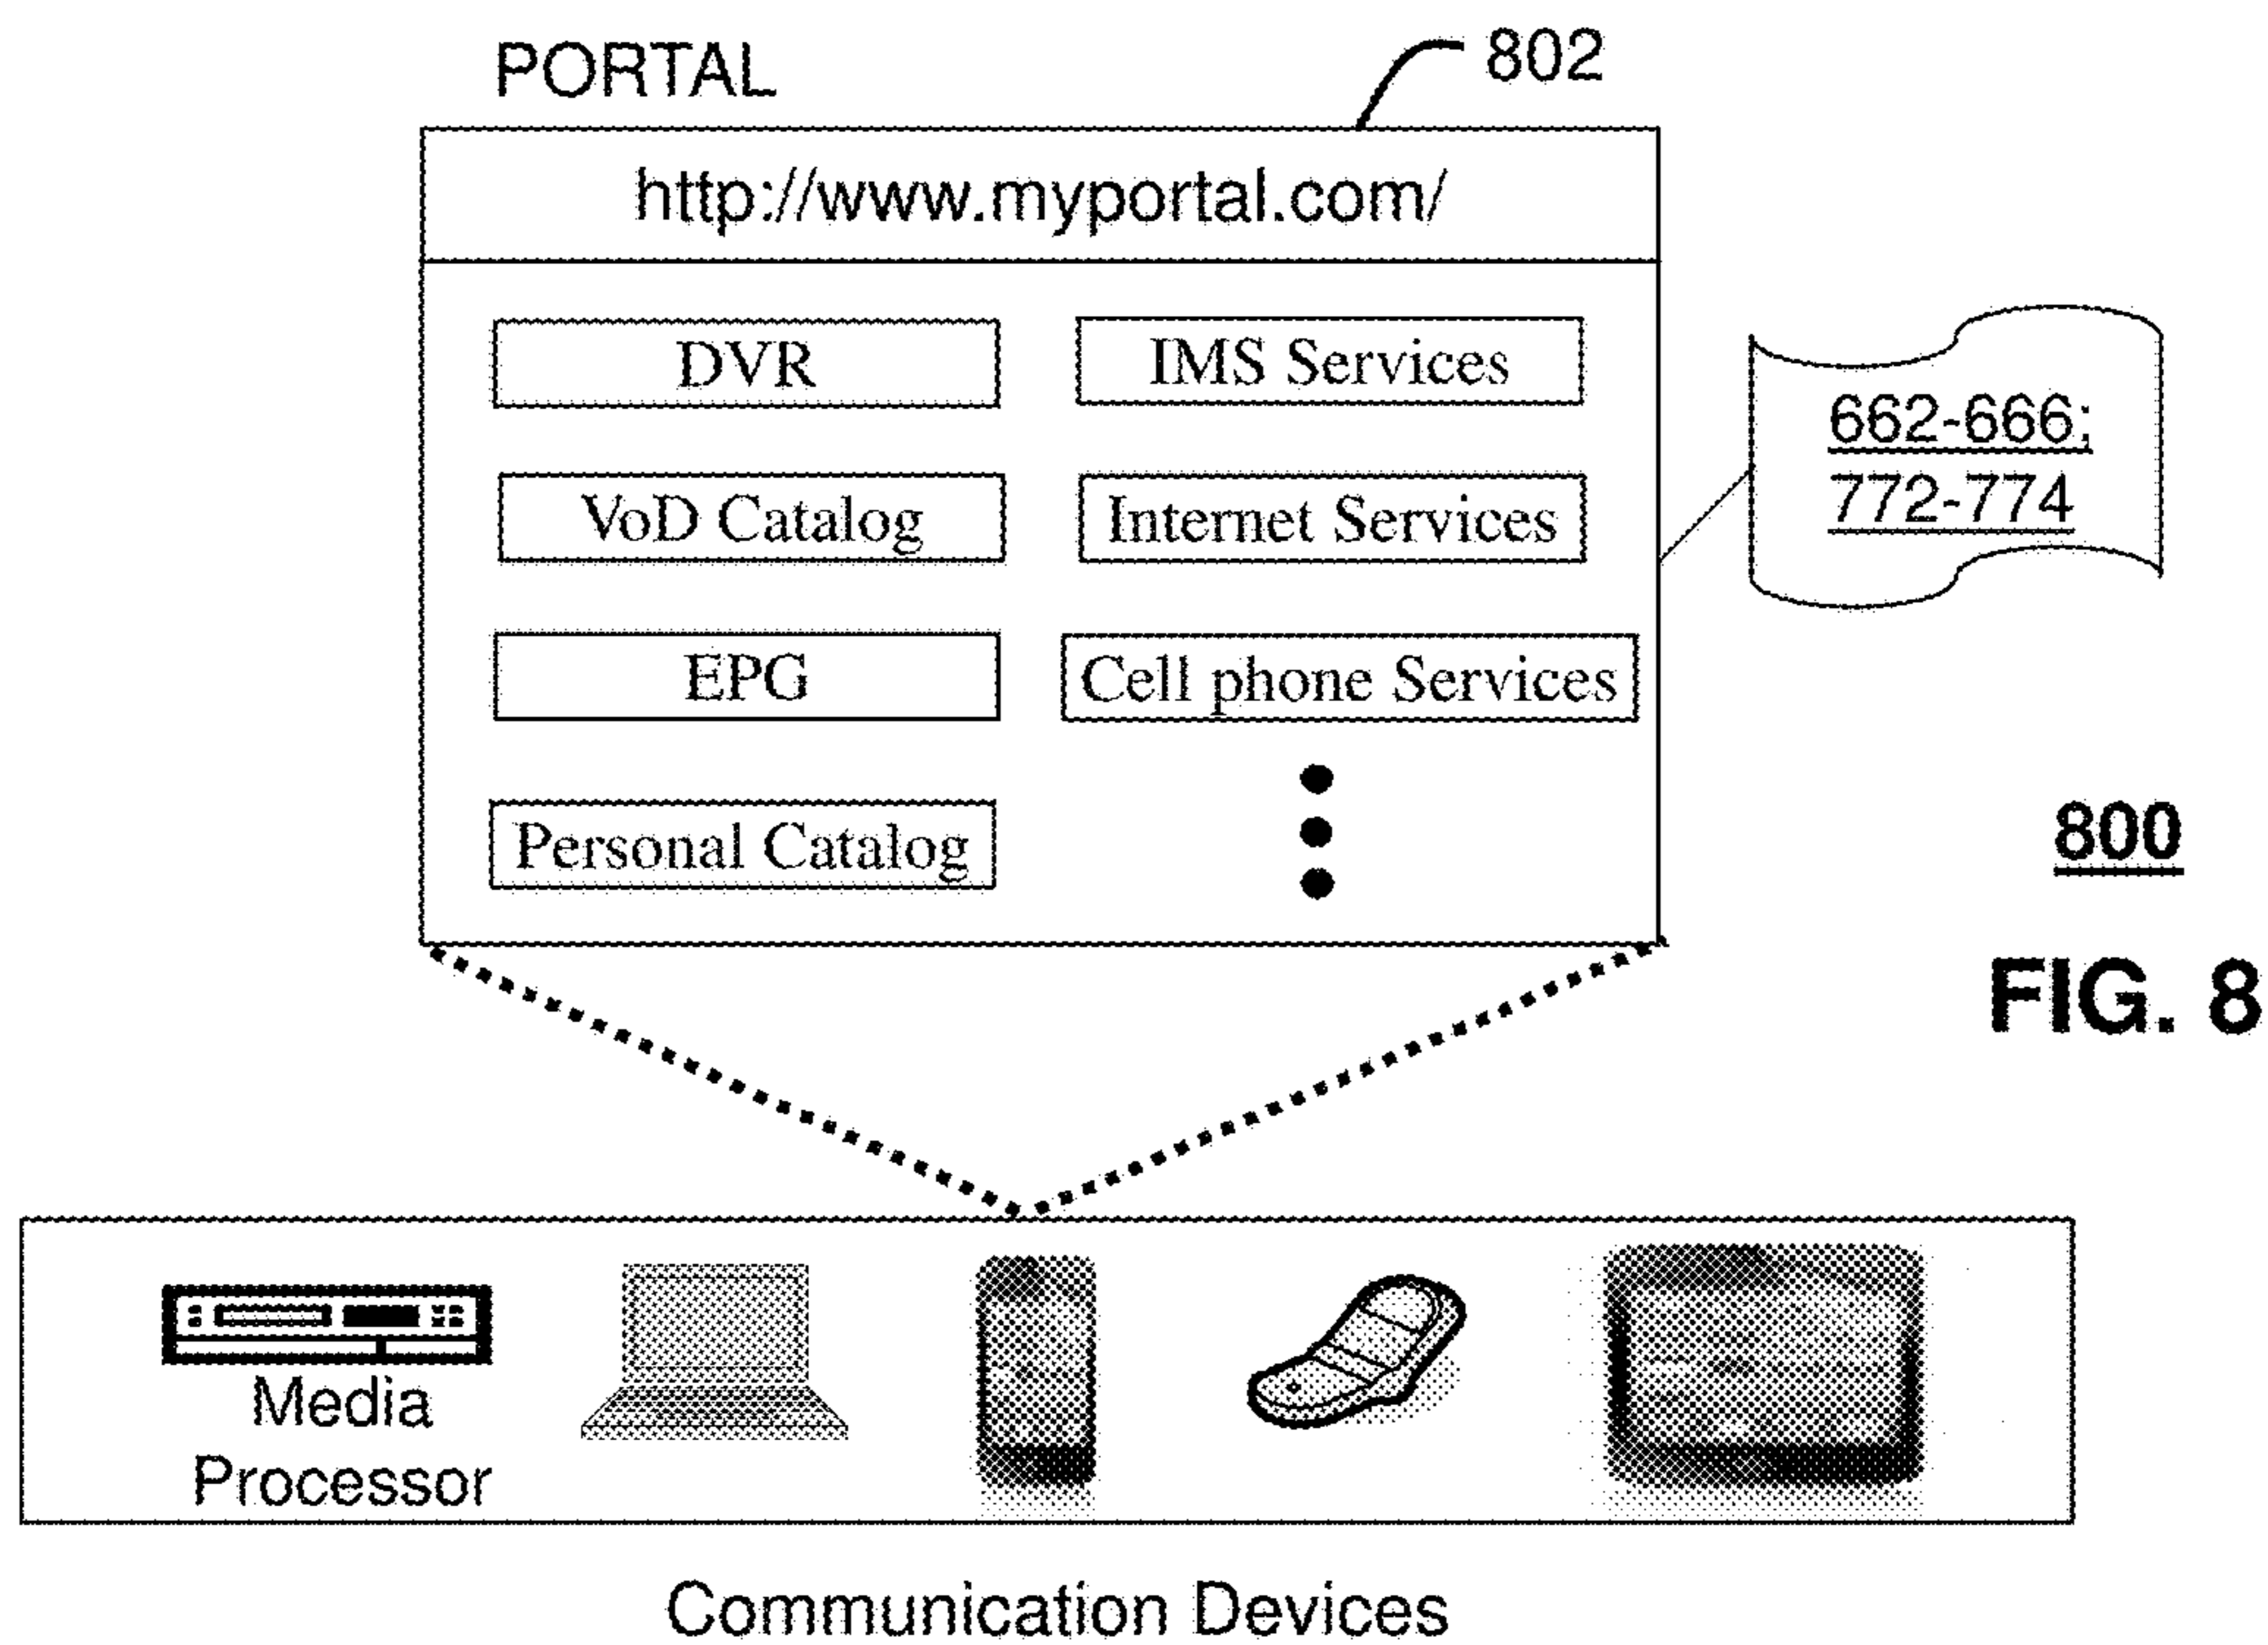 PORTAL
802
http://www.myportal.com/
DVR
IMS Services
VoD Catalog
Internet Services
EPG
Cell phone Services
Personal Catalog
662-666;
772-774
800
FIG. 8
Media
Processor
Communication Devices